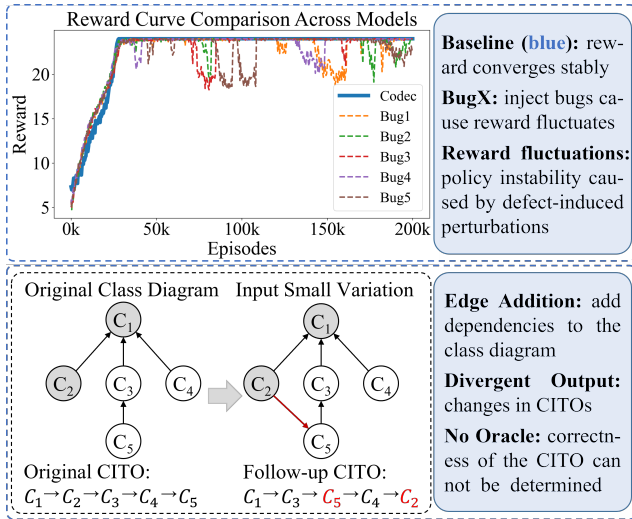 Reward Curve Comparison Across Models
Reward
20
15
10
5
Codec
Bug1
Bug2
Bug3
Bug4
Bug5
0k
50k
100k
150k
200k
Episodes
Baseline (blue): rew-
ard converges stably
BugX: inject bugs ca-
use reward fluctuates
Reward fluctuations:
policy instability cau-
sed by defect-induced
perturbations
Original Class Diagram
C₁
C₂
C₃
C₄
C₅
Original CITO:
C₁→C₂→C₃→C₄→C₅
Input Small Variation
C₁
C₂
C₃
C₄
C₅
Follow-up CITO:
C₁→C₃→C₅→C₄→C₂
Edge Addition: add
dependencies to the
class diagram
Divergent Output:
changes in CITOs
No Oracle: correctn-
ess of the CITO can
not be determined